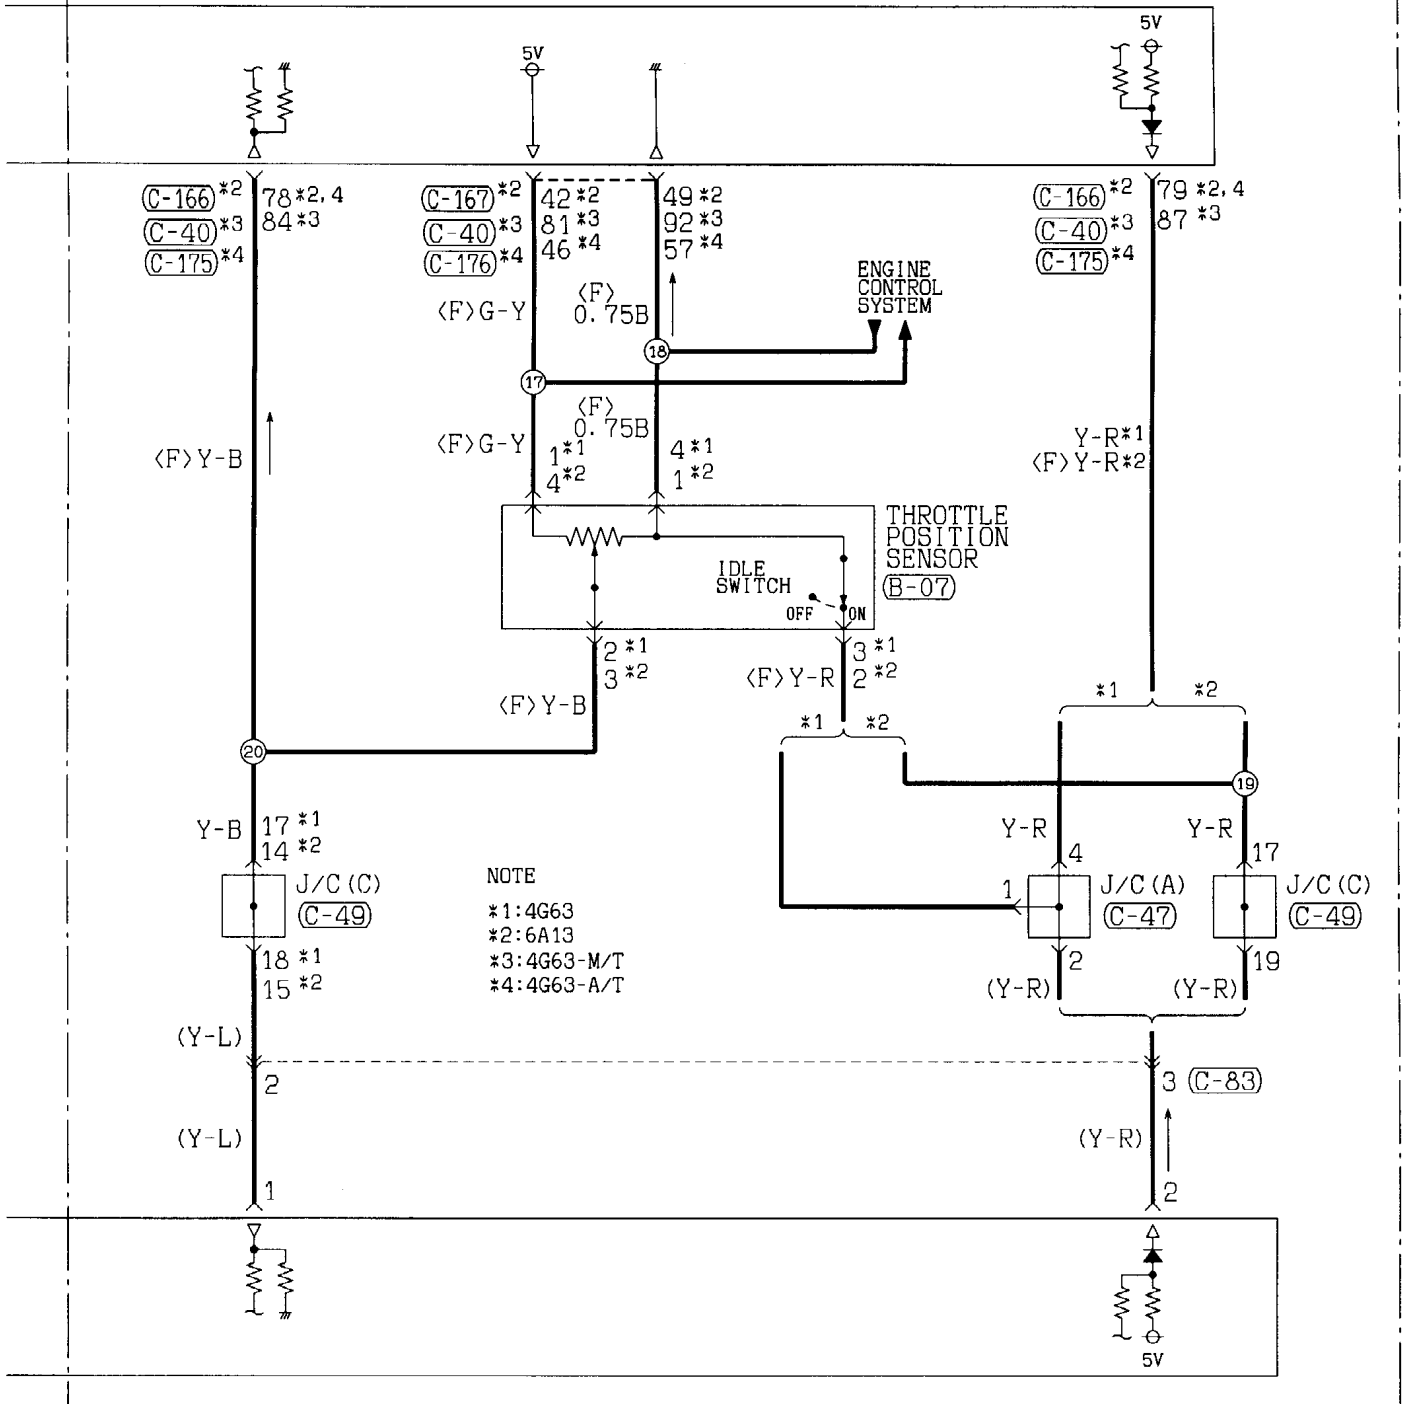 5V
5V
C-166 *2
C-40 *3
C-175 *4
78*2,4
84*3
C-167 *2
C-40 *3
C-176 *4
42*2
81*3
46*4
49*2
92*3
57*4
C-166 *2
C-40 *3
C-175 *4
79*2,4
87*3
ENGINE
CONTROL
SYSTEM
<F>G-Y
<F>
0.75B
18
17
<F>
0.75B
<F>G-Y
1*1
4*2
4*1
1*2
<F>Y-B
Y-R*1
<F>Y-R*2
THROTTLE
POSITION
SENSOR
B-07
IDLE
SWITCH
OFF
ON
2*1
3*2
3*1
2*2
<F>Y-B
<F>Y-R
*1
*2
*1
*2
20
19
Y-B
17*1
14*2
J/C(C)
C-49
18*1
15*2
NOTE
*1:4G63
*2:6A13
*3:4G63-M/T
*4:4G63-A/T
Y-R
4
1
J/C(A)
C-47
2
(Y-R)
Y-R
17
J/C(C)
C-49
19
(Y-R)
(Y-L)
2
3
C-83
(Y-L)
(Y-R)
1
2
5V